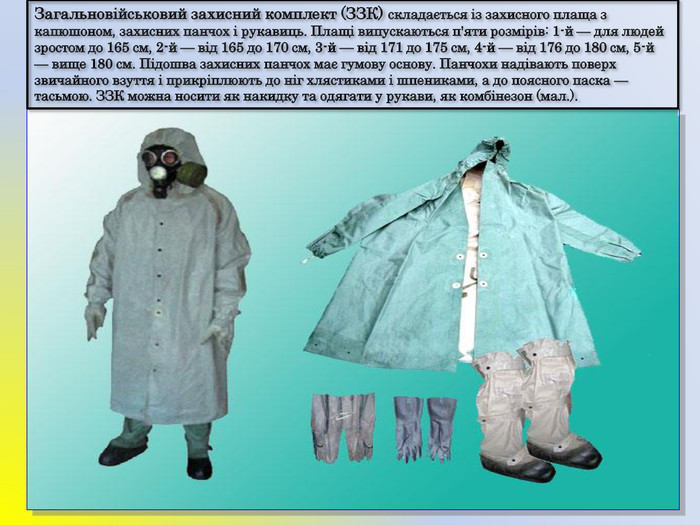 Загальновійськовий захисний комплект (ЗЗК) складається із захисного плаща з
капюшоном, захисних панчох і рукавиць. Плащі випускаються п'яти розмірів: 1-й — для людей
зростом до 165 см, 2-й — від 165 до 170 см, 3-й — від 171 до 175 см, 4-й — від 176 до 180 см, 5-й
— вище 180 см. Підошва захисних панчох має гумову основу. Панчохи надівають поверх
звичайного взуття і прикріплюють до ніг хлястиками і шпениками, а до поясного паска —
тасьмою. ЗЗК можна носити як накидку та одягати у рукави, як комбінезон (мал.).